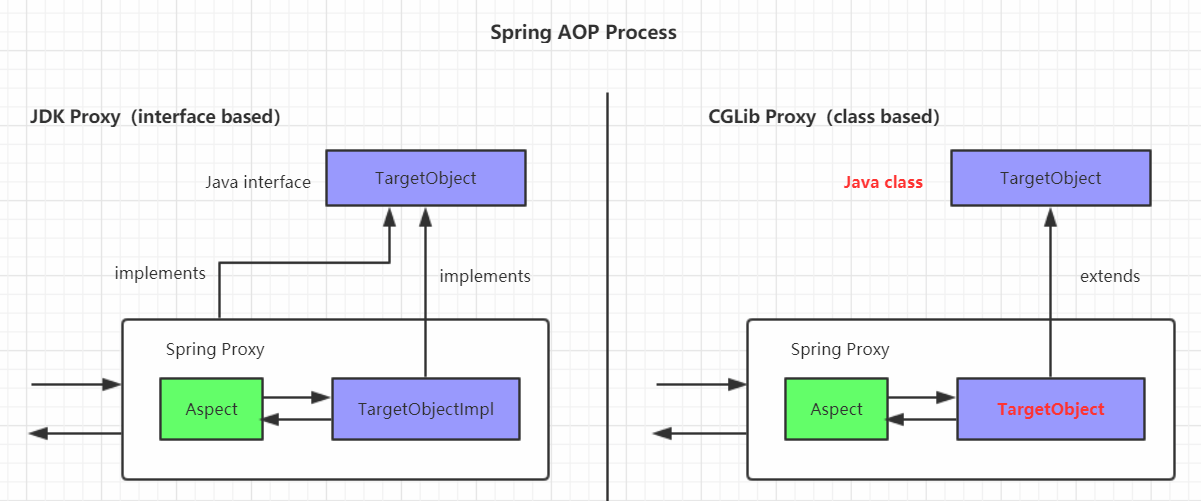 Spring AOP Process
JDK Proxy（interface based）
Java interface
TargetObject
implements
implements
Spring Proxy
Aspect
TargetObjectImpl
CGLib Proxy（class based）
Java class
TargetObject
extends
Spring Proxy
Aspect
TargetObject